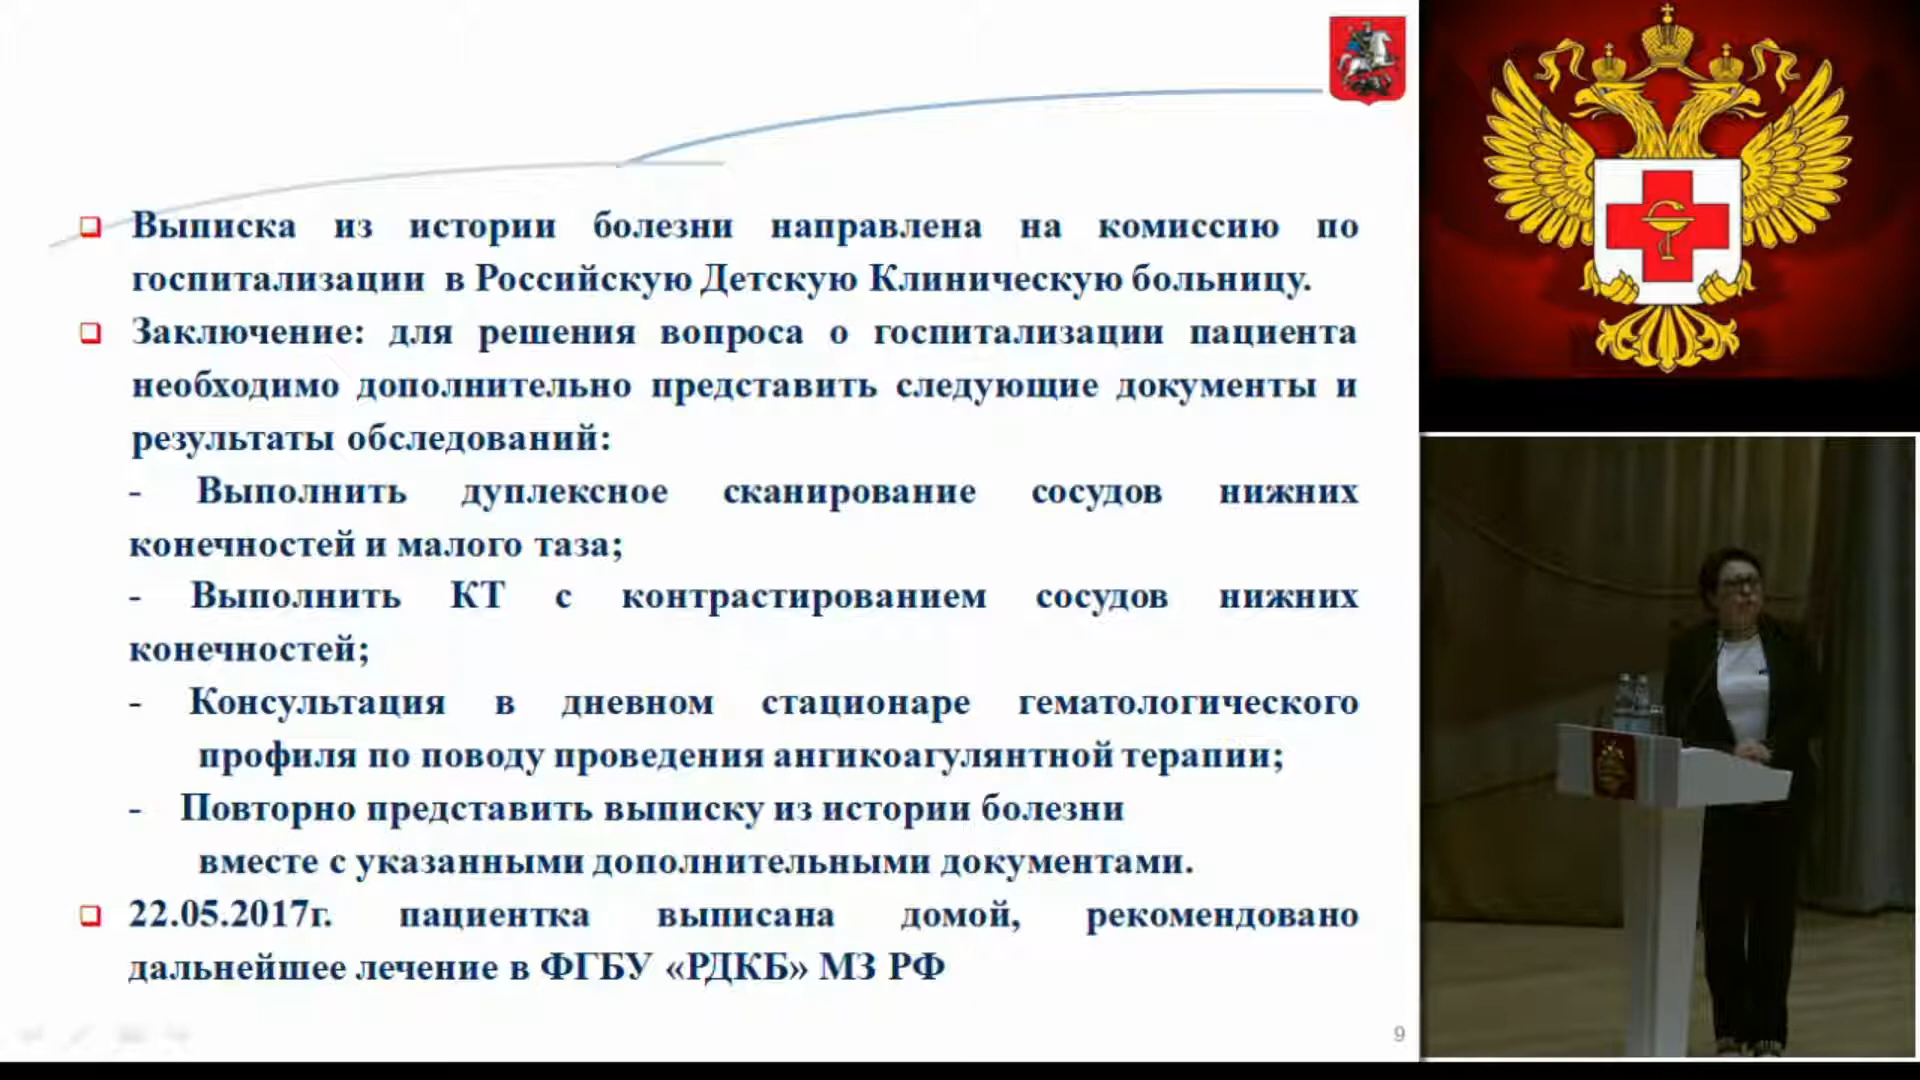 Выписка из истории болезни направлена на комиссию по
госпитализации в Российскую Детскую Клиническую больницу.
Заключение: для решения вопроса о госпитализации пациента
необходимо дополнительно представить следующие документы и
результаты обследований:
- Выполнить дуплексное сканирование сосудов нижних
конечностей и малого таза;
- Выполнить КТ с контрастированием сосудов нижних
конечностей;
- Консультация в дневном стационаре гематологического
профиля по поводу проведения ангикоагулянтной терапии;
- Повторно представить выписку из истории болезни
вместе с указанными дополнительными документами.
22.05.2017г. пациентка выписана домой, рекомендовано
дальнейшее лечение в ФГБУ «РДКБ» МЗ РФ
9